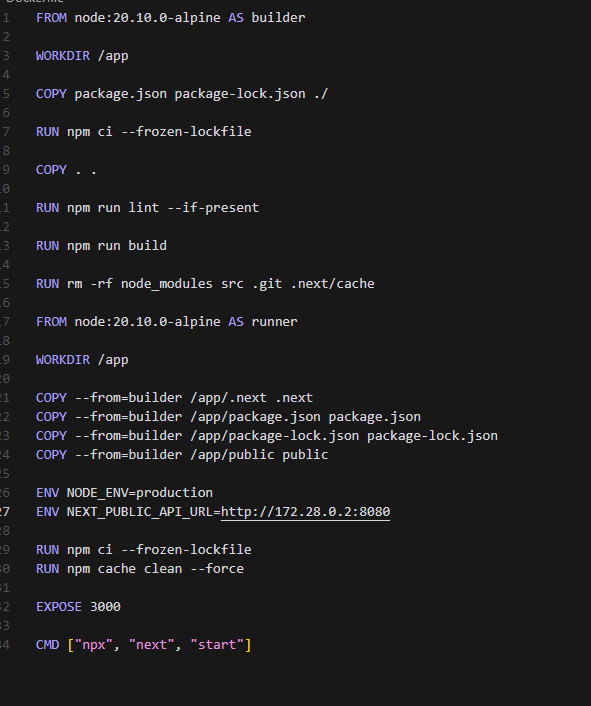 Dockerfile
1 FROM node:20.10.0-alpine AS builder
2
3 WORKDIR /app
4
5 COPY package.json package-lock.json ./
6
7 RUN npm ci --frozen-lockfile
8
9 COPY . .
10
11 RUN npm run lint --if-present
12
13 RUN npm run build
14
15 RUN rm -rf node_modules src .git .next/cache
16
17 FROM node:20.10.0-alpine AS runner
18
19 WORKDIR /app
20
21 COPY --from=builder /app/.next .next
22 COPY --from=builder /app/package.json package.json
23 COPY --from=builder /app/package-lock.json package-lock.json
24 COPY --from=builder /app/public public
25
26 ENV NODE_ENV=production
27 ENV NEXT_PUBLIC_API_URL=http://172.28.0.2:8080
28
29 RUN npm ci --frozen-lockfile
30 RUN npm cache clean --force
31
32 EXPOSE 3000
33
34 CMD ["npx", "next", "start"]